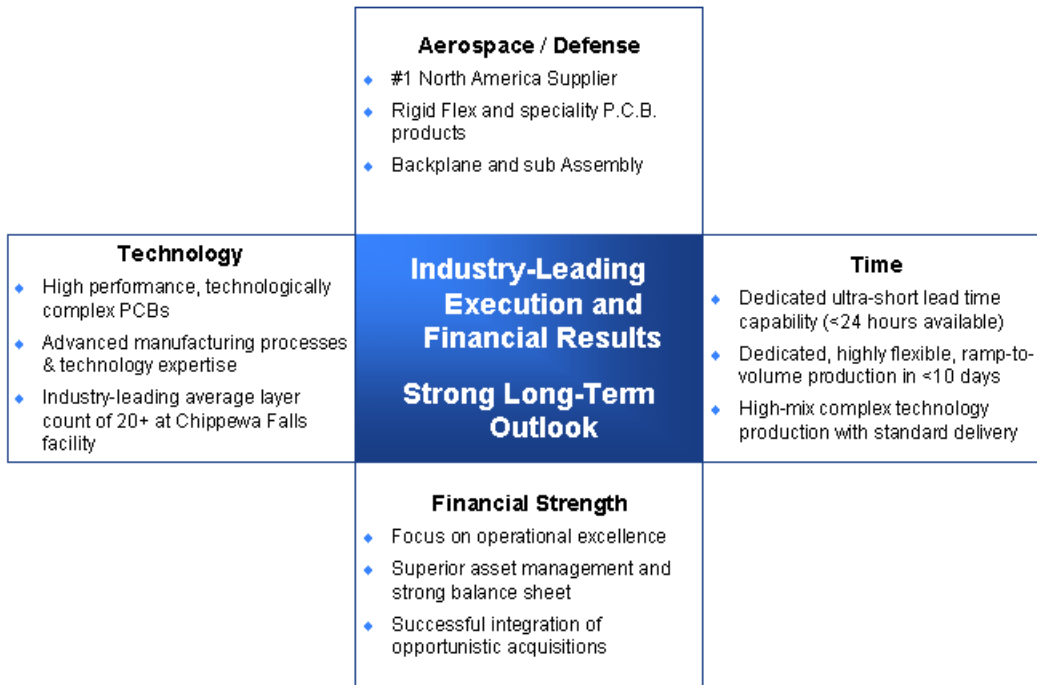 Aerospace / Defense
#1 North America Supplier
Rigid Flex and speciality P.C.B.
products
Backplane and sub Assembly
Technology
High performance, technologically
complex PCBs
Advanced manufacturing processes
& technology expertise
Industry-leading average layer
count of 20+ at Chippewa Falls
facility
Industry-Leading
Execution and
Financial Results
Strong Long-Term
Outlook
Time
Dedicated ultra-short lead time
capability (<24 hours available)
Dedicated, highly flexible, ramp-to-
volume production in <10 days
High-mix complex technology
production with standard delivery
Financial Strength
Focus on operational excellence
Superior asset management and
strong balance sheet
Successful integration of
opportunistic acquisitions